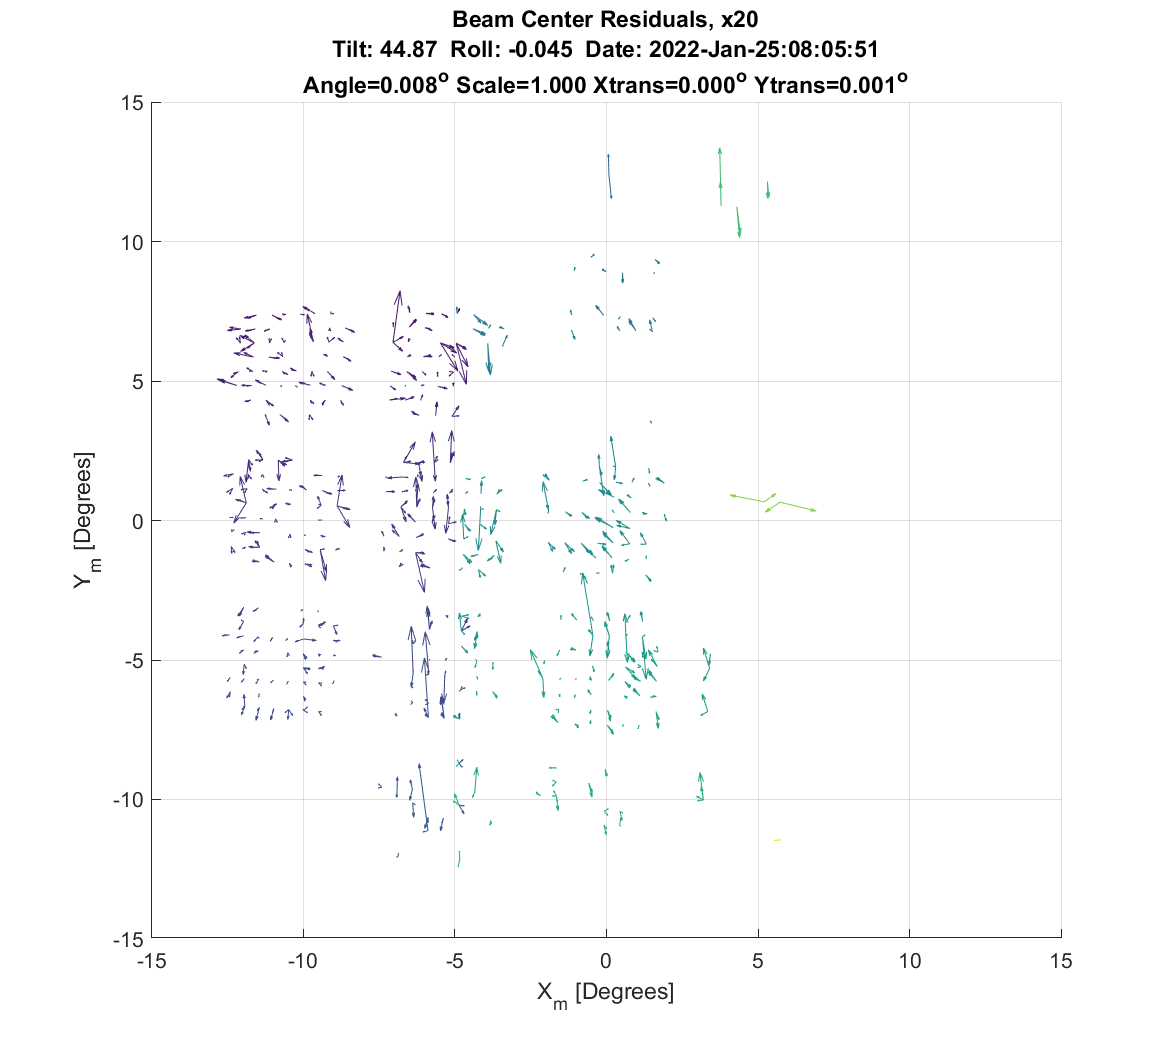 Beam Center Residuals, x20
Tilt: 44.87 Roll: -0.045 Date: 2022-Jan-25:08:05:51
Angle=0.008° Scale=1.000 Xtrans=0.000° Ytrans=0.001°
15
10
5
0
-5
-10
-15
Y_m [Degrees]
-15 -10 -5 0 5 10 15
X_m [Degrees]